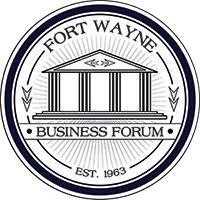 FORT WAYNE
• BUSINESS FORUM •
EST. 1963